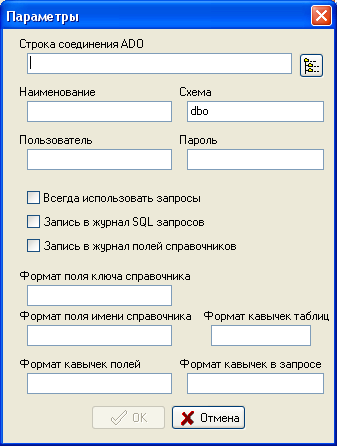 Параметры
Строка соединения ADO
Наименование Схема
dbo
Пользователь Пароль
Всегда использовать запросы
Запись в журнал SQL запросов
Запись в журнал полей справочников
Формат поля ключа справочника
Формат поля имени справочника Формат кавычек таблиц
Формат кавычек полей Формат кавычек в запросе
OK Отмена